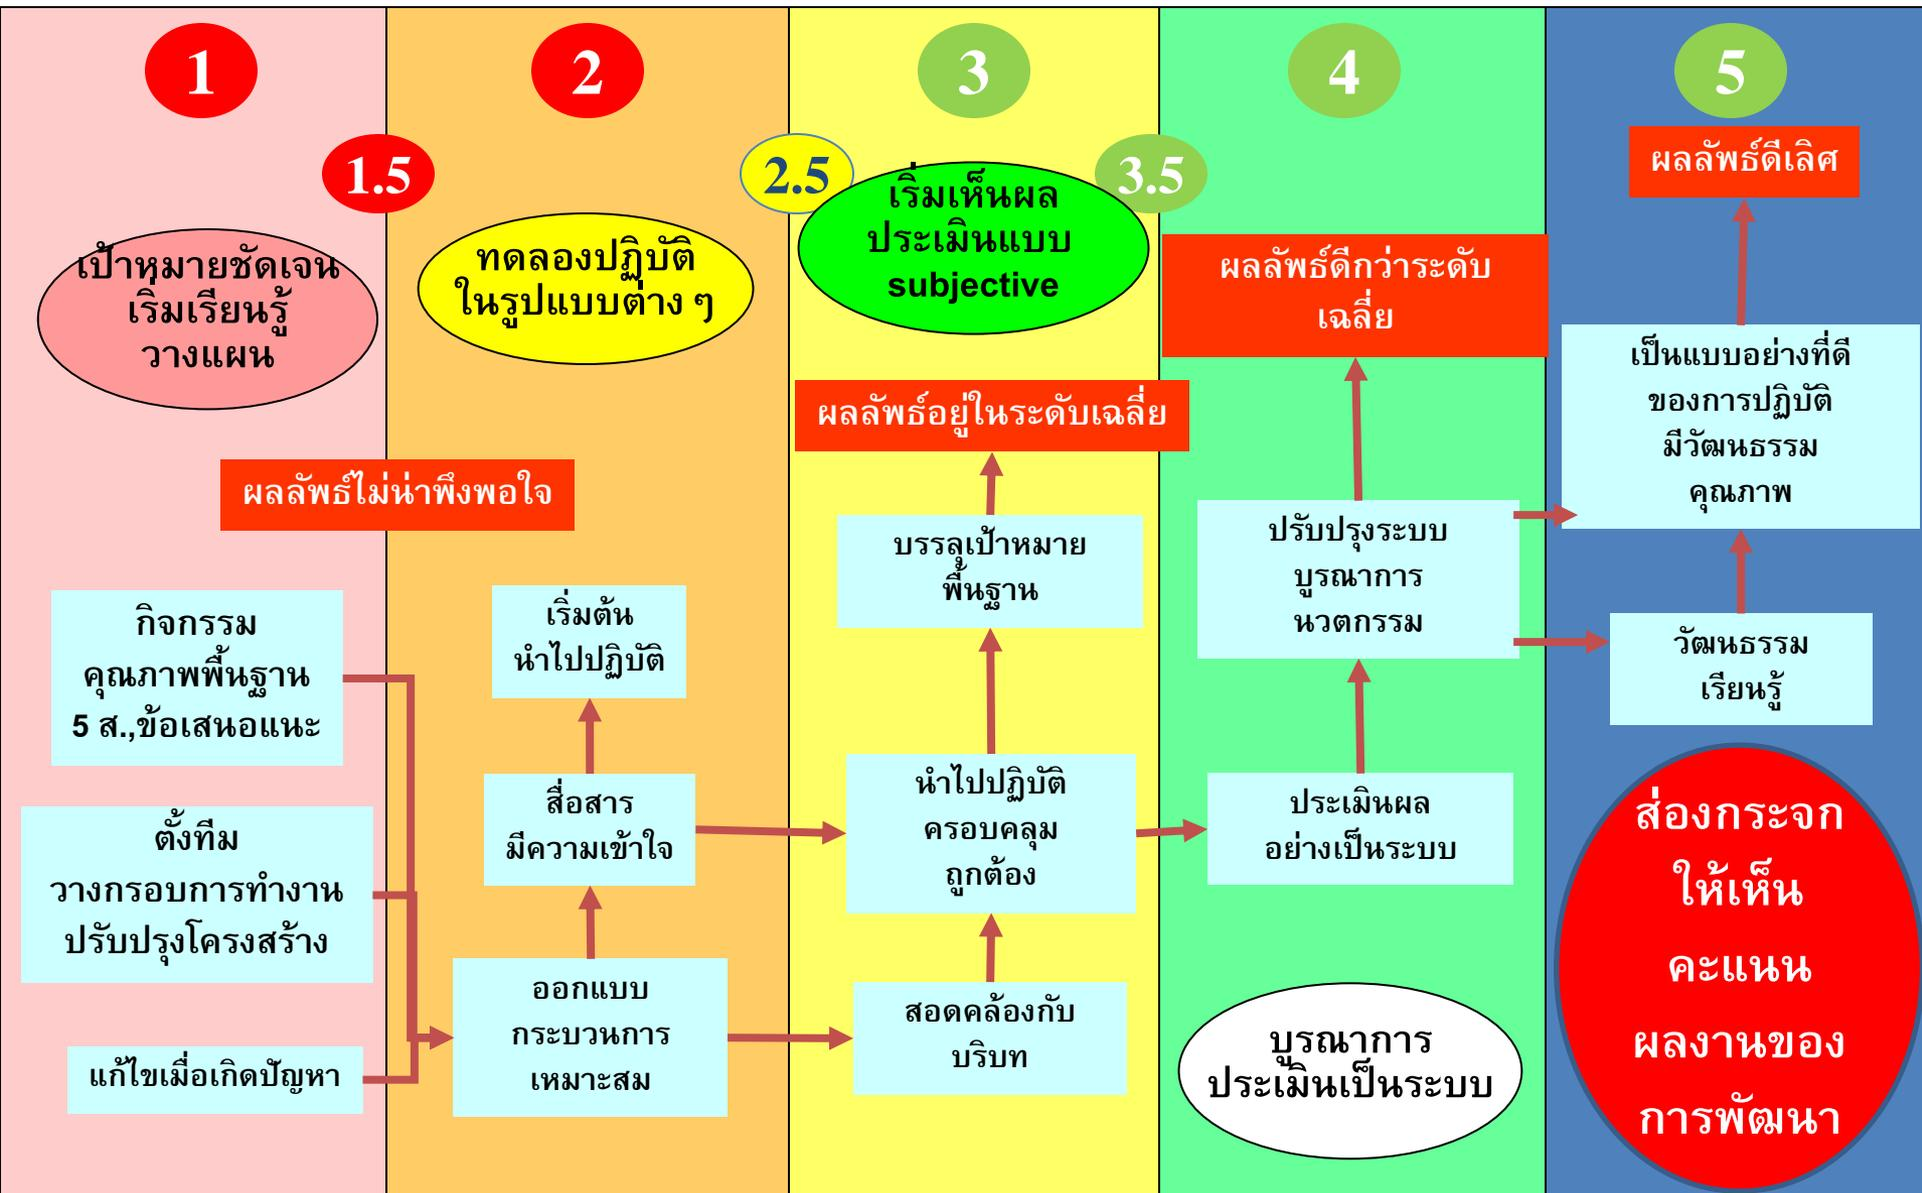 1
2
3
4
5
1.5
2.5
3.5
เป้าหมายชัดเจน
เริ่มเรียนรู้
วางแผน
ผลลัพธ์ไม่น่าพึงพอใจ
กิจกรรม
คุณภาพพื้นฐาน
5 ส.,ข้อเสนอแนะ
ตั้งทีม
วางกรอบการทำงาน
ปรับปรุงโครงสร้าง
แก้ไขเมื่อเกิดปัญหา
ทดลองปฏิบัติ
ในรูปแบบต่าง ๆ
เริ่มต้น
นำไปปฏิบัติ
สื่อสาร
มีความเข้าใจ
ออกแบบ
กระบวนการ
เหมาะสม
เริ่มเห็นผล
ประเมินแบบ
subjective
ผลลัพธ์อยู่ในระดับเฉลี่ย
บรรลุเป้าหมาย
พื้นฐาน
นำไปปฏิบัติ
ครอบคลุม
ถูกต้อง
สอดคล้องกับ
บริบท
ผลลัพธ์ดีกว่าระดับ
เฉลี่ย
ปรับปรุงระบบ
บูรณาการ
นวตกรรม
ประเมินผล
อย่างเป็นระบบ
บูรณาการ
ประเมินเป็นระบบ
ผลลัพธ์ดีเลิศ
เป็นแบบอย่างที่ดี
ของการปฏิบัติ
มีวัฒนธรรม
คุณภาพ
วัฒนธรรม
เรียนรู้
ส่องกระจก
ให้เห็น
คะแนน
ผลงานของ
การพัฒนา